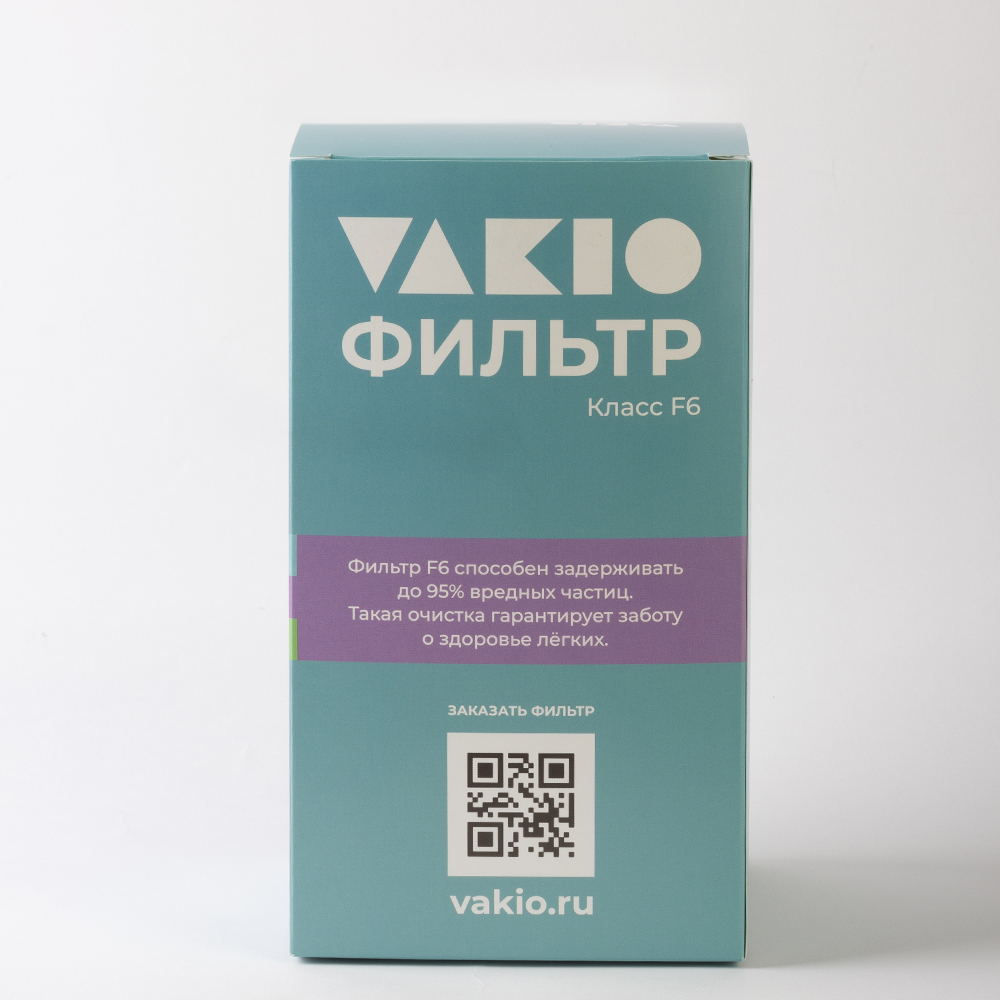 VAKIO
ФИЛЬТР
Класс F6
Фильтр F6 способен задерживать
до 95% вредных частиц.
Такая очистка гарантирует заботу
о здоровье лёгких.
ЗАКАЗАТЬ ФИЛЬТР
vakio.ru